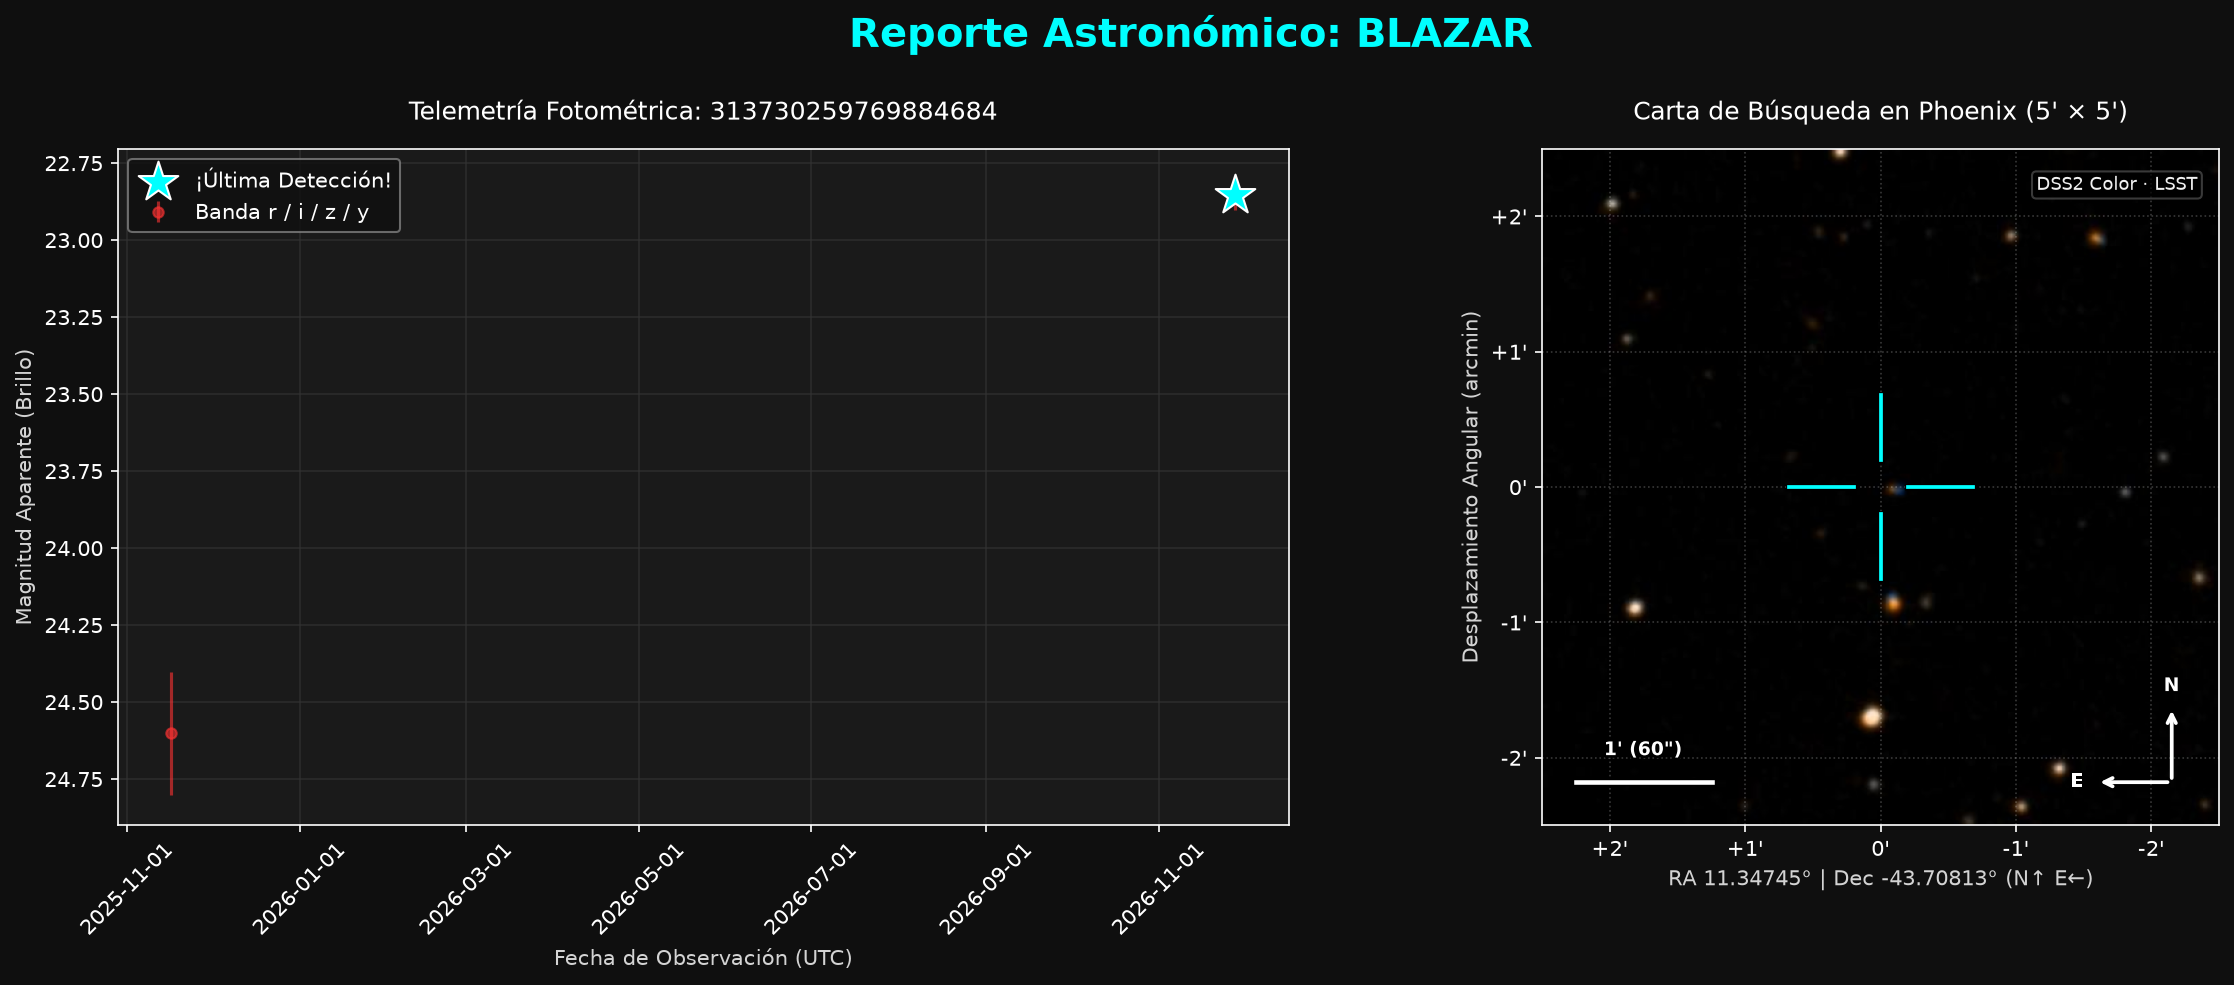 Reporte Astronómico: BLAZAR
Telemetría Fotométrica: 313730259769884684
¡Última Detección!
Banda r / i / z / y
Magnitud Aparente (Brillo)
22.75
23.00
23.25
23.50
23.75
24.00
24.25
24.50
24.75
2025-11-01
2026-01-01
2026-03-01
2026-05-01
2026-07-01
2026-09-01
2026-11-01
Fecha de Observación (UTC)
Carta de Búsqueda en Phoenix (5' × 5')
DSS2 Color · LSST
Desplazamiento Angular (arcmin)
+2'
+1'
0'
-1'
-2'
N
E
1' (60")
+2'
+1'
0'
-1'
-2'
RA 11.34745° | Dec -43.70813° (N↑ E←)